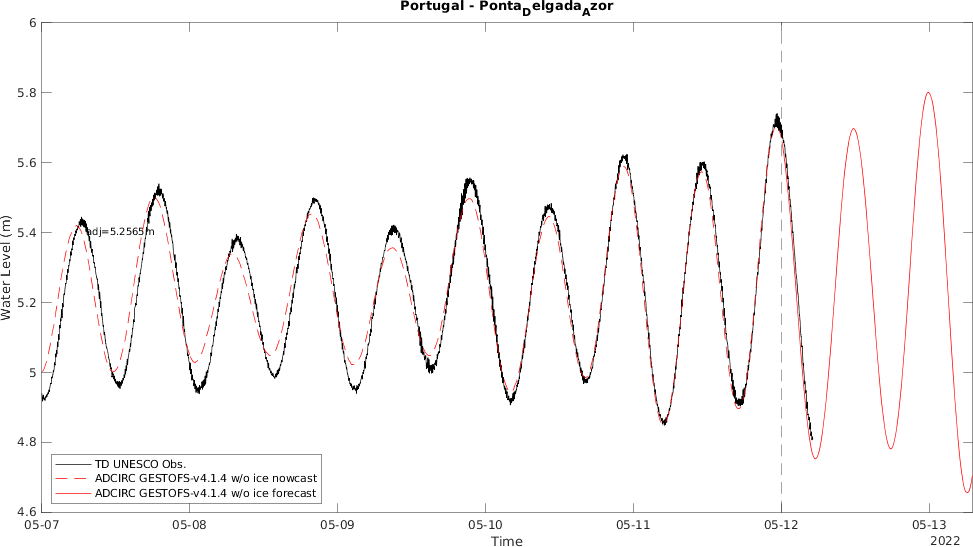 Portugal - PontaDelgadaAzor
6
5.8
5.6
5.4
5.2
5
4.8
4.6
Water Level (m)
adj=5.2565m
TD UNESCO Obs.
ADCIRC GESTOFS-v4.1.4 w/o ice nowcast
ADCIRC GESTOFS-v4.1.4 w/o ice forecast
05-07 05-08 05-09 05-10 05-11 05-12 05-13
Time
2022